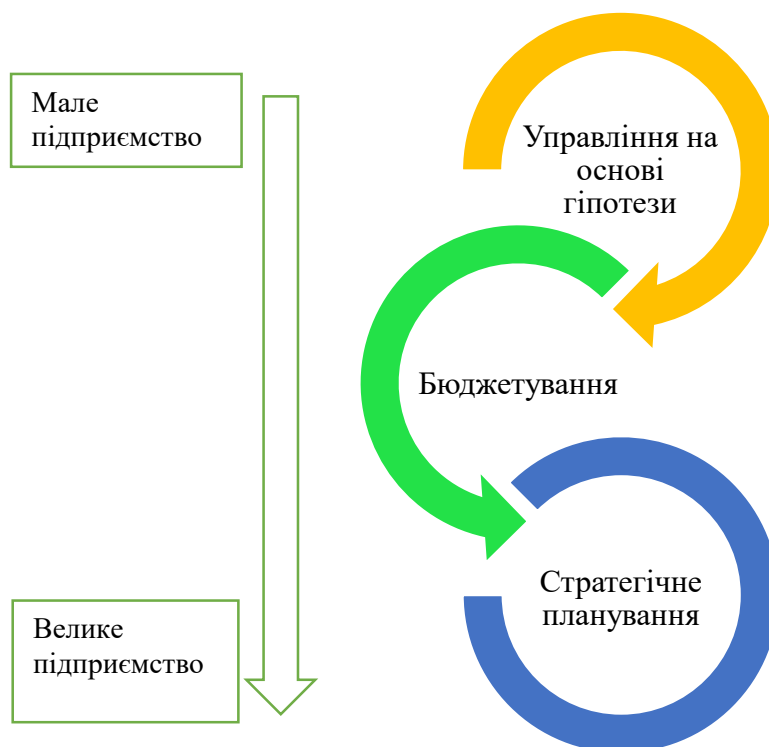 Мале
підприємство
Управління на
основі
гіпотези
Бюджетування
Стратегічне
планування
Велике
підприємство